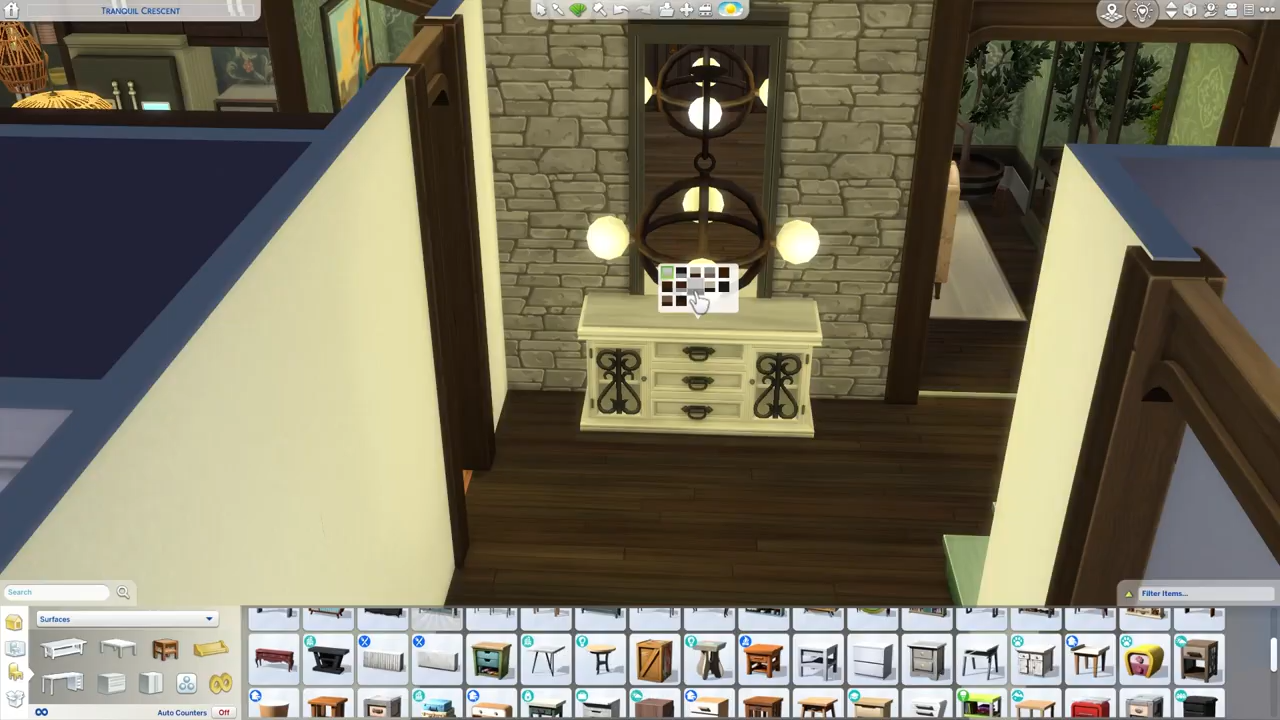 TRANQUIL CRESCENT
Search
Filter Items...
Surfaces
Auto Counters Off